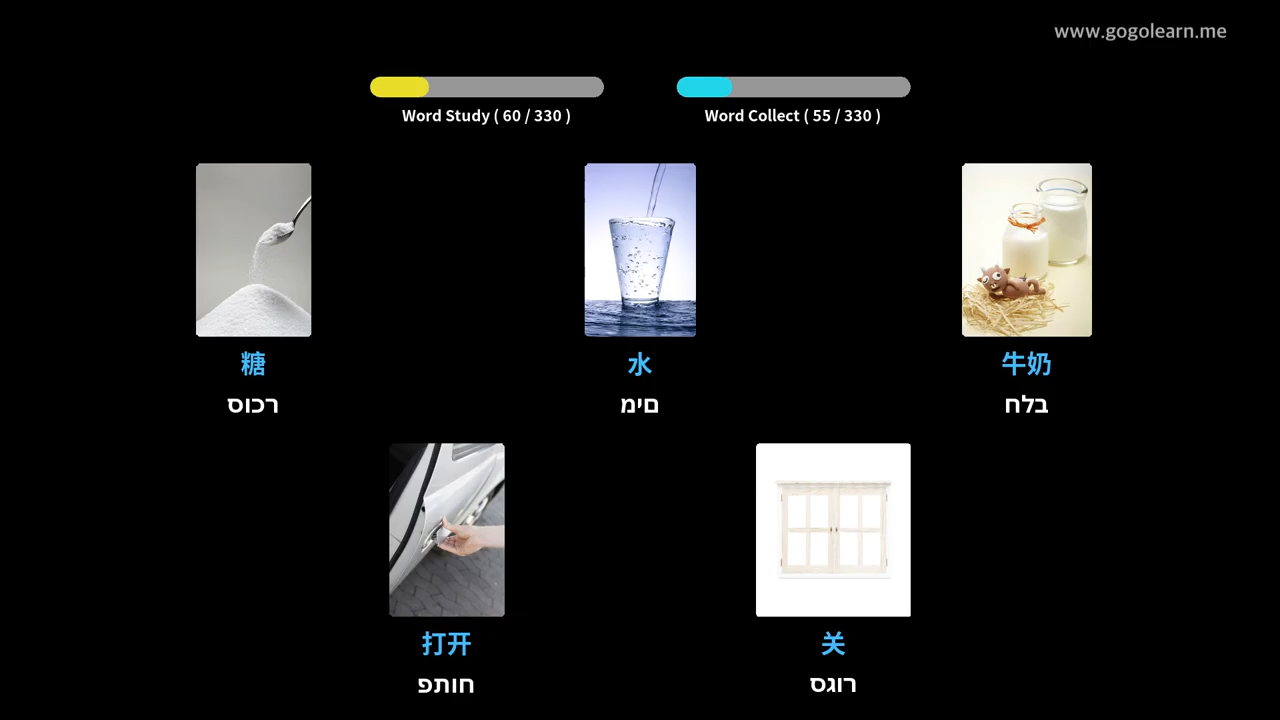 www.gogolearn.me
Word Study ( 60 / 330 )
Word Collect ( 55 / 330 )
糖
רכוס
水
םימ
牛奶
בלח
打开
חותפ
关
רוגס